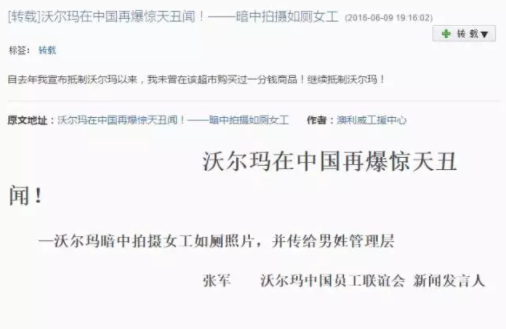 [转载]沃尔玛在中国再爆惊天丑闻！——暗中拍摄如厕女工 (2016-06-09 19:16:02)
转载▼
标签： 转载
自去年我宣布抵制沃尔玛以来，我未曾在该超市购买过一分钱商品！继续抵制沃尔玛！
原文地址：沃尔玛在中国再爆惊天丑闻！——暗中拍摄如厕女工 作者：澳利威工援中心
沃尔玛在中国再爆惊天丑
闻！
—沃尔玛暗中拍摄女工如厕照片，并传给男姓管理层
张军 沃尔玛中国员工联谊会 新闻发言人